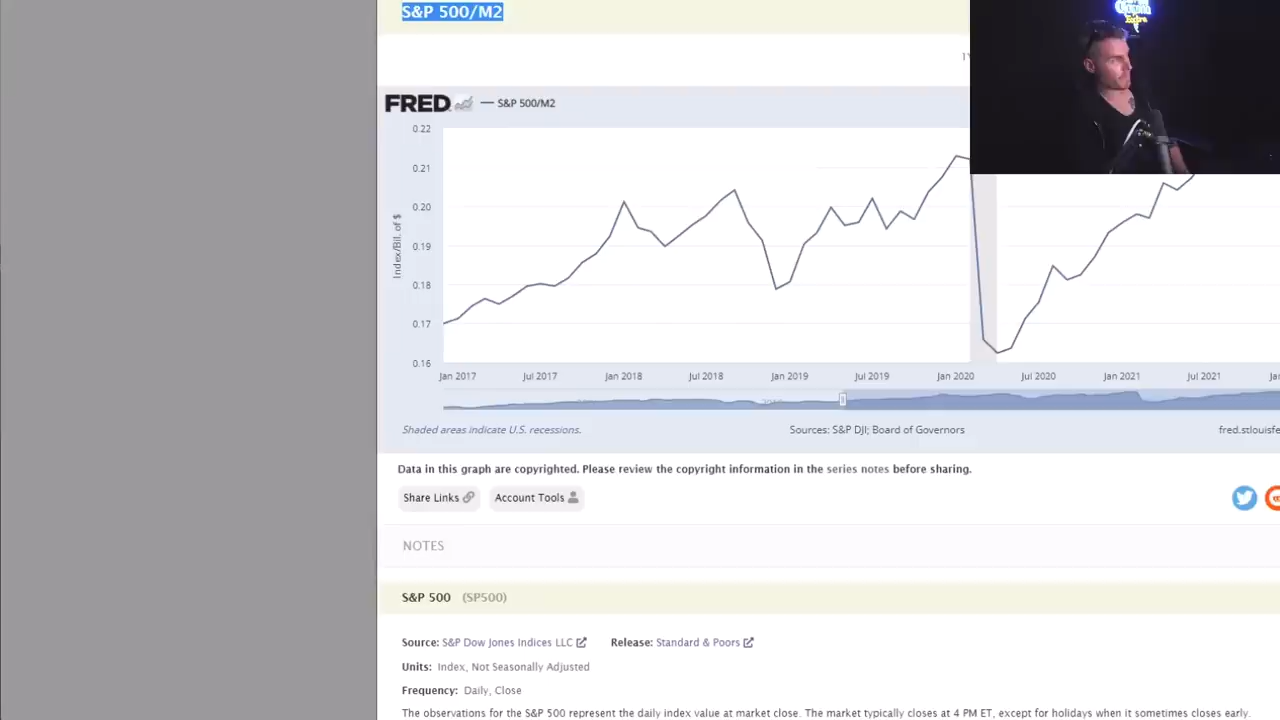 S&P 500/M2
Extra
FRED — S&P 500/M2
0.22
0.21
0.20
0.19
0.18
0.17
0.16
Index/Bil. of $
Jan 2017 Jul 2017 Jan 2018 Jul 2018 Jan 2019 Jul 2019 Jan 2020 Jul 2020 Jan 2021 Jul 2021
Shaded areas indicate U.S. recessions.
Sources: S&P DJI; Board of Governors
fred.stlouisfe
Data in this graph are copyrighted. Please review the copyright information in the series notes before sharing.
Share Links Account Tools
NOTES
S&P 500 (SP500)
Source: S&P Dow Jones Indices LLC Release: Standard & Poors
Units: Index, Not Seasonally Adjusted
Frequency: Daily, Close
The observations for the S&P 500 represent the daily index value at market close. The market typically closes at 4 PM ET, except for holidays when it sometimes closes early.